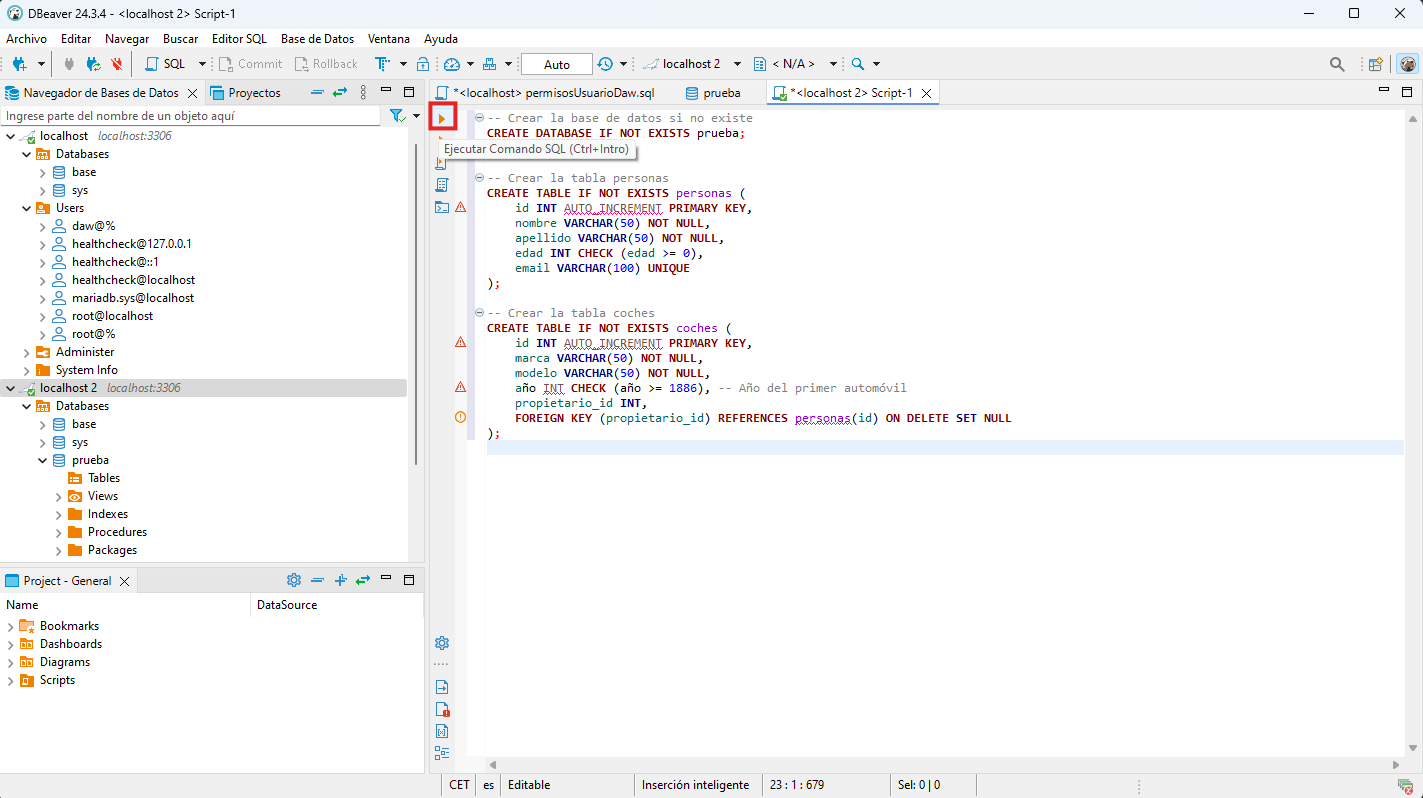 DBeaver 24.3.4 - <localhost 2> Script-1
Archivo Editar Navegar Buscar Editor SQL Base de Datos Ventana Ayuda
SQL Commit Rollback Auto localhost 2 < N/A >
Navegador de Bases de Datos Proyectos
Ingrese parte del nombre de un objeto aquí
localhost localhost:3306
Databases
base
sys
Users
daw@%
healthcheck@127.0.0.1
healthcheck@::1
healthcheck@localhost
mariadb.sys@localhost
root@localhost
root@%
Administer
System Info
localhost 2 localhost:3306
Databases
base
sys
prueba
Tables
Views
Indexes
Procedures
Packages
Project - General
Name DataSource
Bookmarks
Dashboards
Diagrams
Scripts
*<localhost> permisosUsuarioDaw.sql prueba *<localhost 2> Script-1
-- Crear la base de datos si no existe
CREATE DATABASE IF NOT EXISTS prueba;
Ejecutar Comando SQL (Ctrl+Intro)
-- Crear la tabla personas
CREATE TABLE IF NOT EXISTS personas (
id INT AUTO_INCREMENT PRIMARY KEY,
nombre VARCHAR(50) NOT NULL,
apellido VARCHAR(50) NOT NULL,
edad INT CHECK (edad >= 0),
email VARCHAR(100) UNIQUE
);
-- Crear la tabla coches
CREATE TABLE IF NOT EXISTS coches (
id INT AUTO_INCREMENT PRIMARY KEY,
marca VARCHAR(50) NOT NULL,
modelo VARCHAR(50) NOT NULL,
año INT CHECK (año >= 1886), -- Año del primer automóvil
propietario_id INT,
FOREIGN KEY (propietario_id) REFERENCES personas(id) ON DELETE SET NULL
);
CET es Editable Inserción inteligente 23 : 1 : 679 Sel: 0 | 0